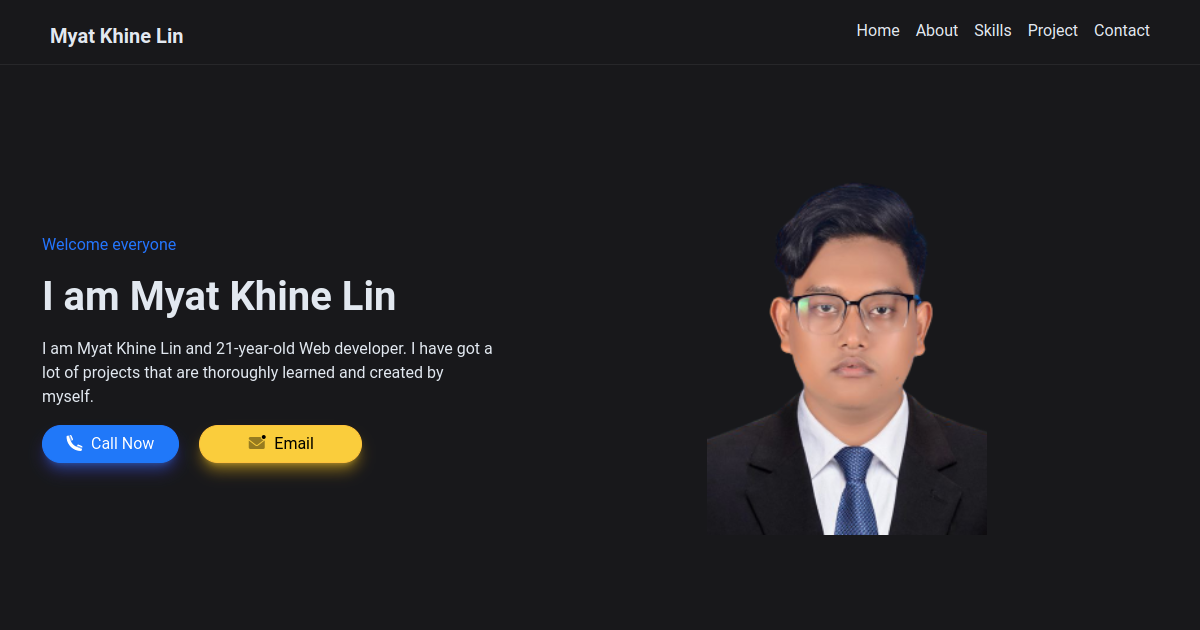 Myat Khine Lin
Home About Skills Project Contact
Welcome everyone
I am Myat Khine Lin
I am Myat Khine Lin and 21-year-old Web developer. I have got a
lot of projects that are thoroughly learned and created by
myself.
Call Now Email